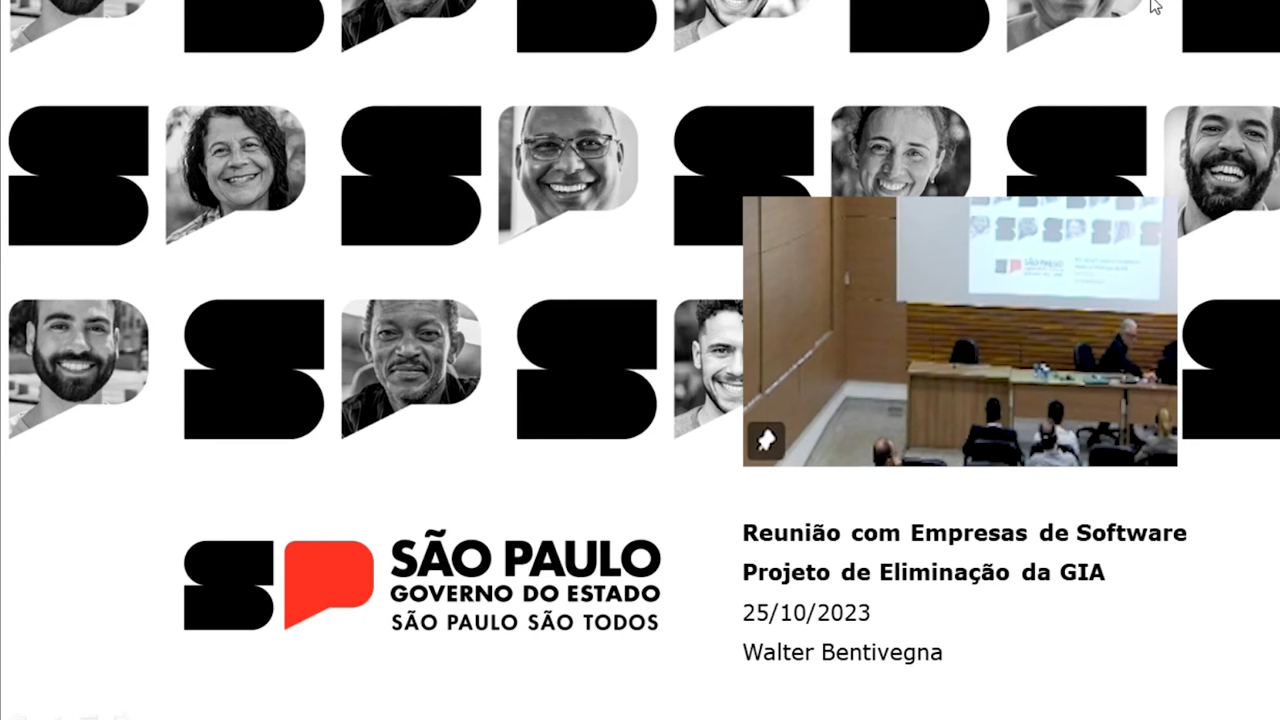 SÃO PAULO
GOVERNO DO ESTADO
SÃO PAULO SÃO TODOS
Reunião com Empresas de Software
Projeto de Eliminação da GIA
25/10/2023
Walter Bentivegna